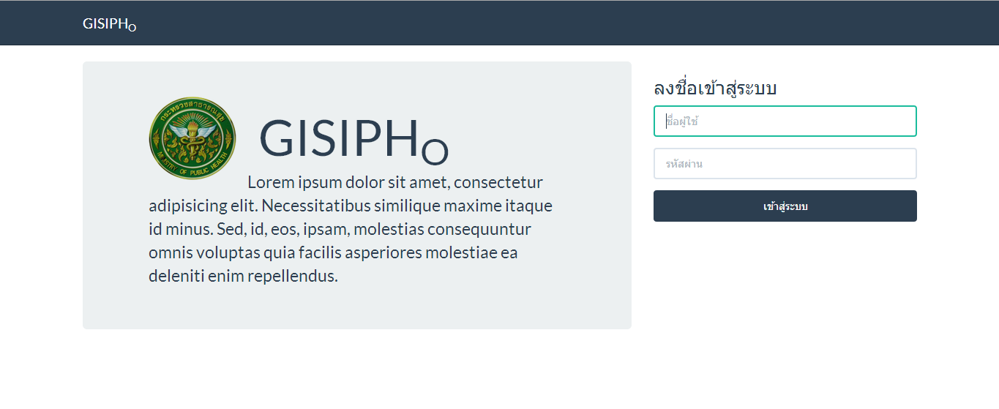 GISIPHO
กระทรวงสาธารณสุข
MINISTRY OF PUBLIC HEALTH
GISIPHO
Lorem ipsum dolor sit amet, consectetur
adipisicing elit. Necessitatibus similique maxime itaque
id minus. Sed, id, eos, ipsam, molestias consequuntur
omnis voluptas quia facilis asperiores molestiae ea
deleniti enim repellendus.
ลงชื่อเข้าสู่ระบบ
ชื่อผู้ใช้
รหัสผ่าน
เข้าสู่ระบบ